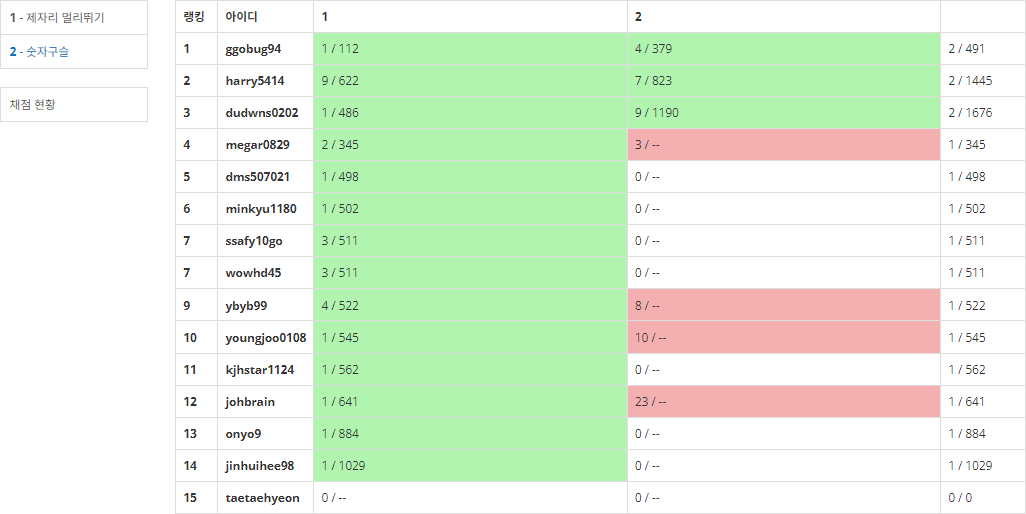 1 - 제자리 멀리뛰기
2 - 숫자구슬
채점 현황
랭킹 아이디 1 2
1 ggobug94 1 / 112 4 / 379 2 / 491
2 harry5414 9 / 622 7 / 823 2 / 1445
3 dudwns0202 1 / 486 9 / 1190 2 / 1676
4 megar0829 2 / 345 3 / -- 1 / 345
5 dms507021 1 / 498 0 / -- 1 / 498
6 minkyu1180 1 / 502 0 / -- 1 / 502
7 ssafy10go 3 / 511 0 / -- 1 / 511
7 wowhd45 3 / 511 0 / -- 1 / 511
9 ybyb99 4 / 522 8 / -- 1 / 522
10 youngjoo0108 1 / 545 10 / -- 1 / 545
11 kjhstar1124 1 / 562 0 / -- 1 / 562
12 johbrain 1 / 641 23 / -- 1 / 641
13 onyo9 1 / 884 0 / -- 1 / 884
14 jinhuihee98 1 / 1029 0 / -- 1 / 1029
15 taetaehyeon 0 / -- 0 / -- 0 / 0